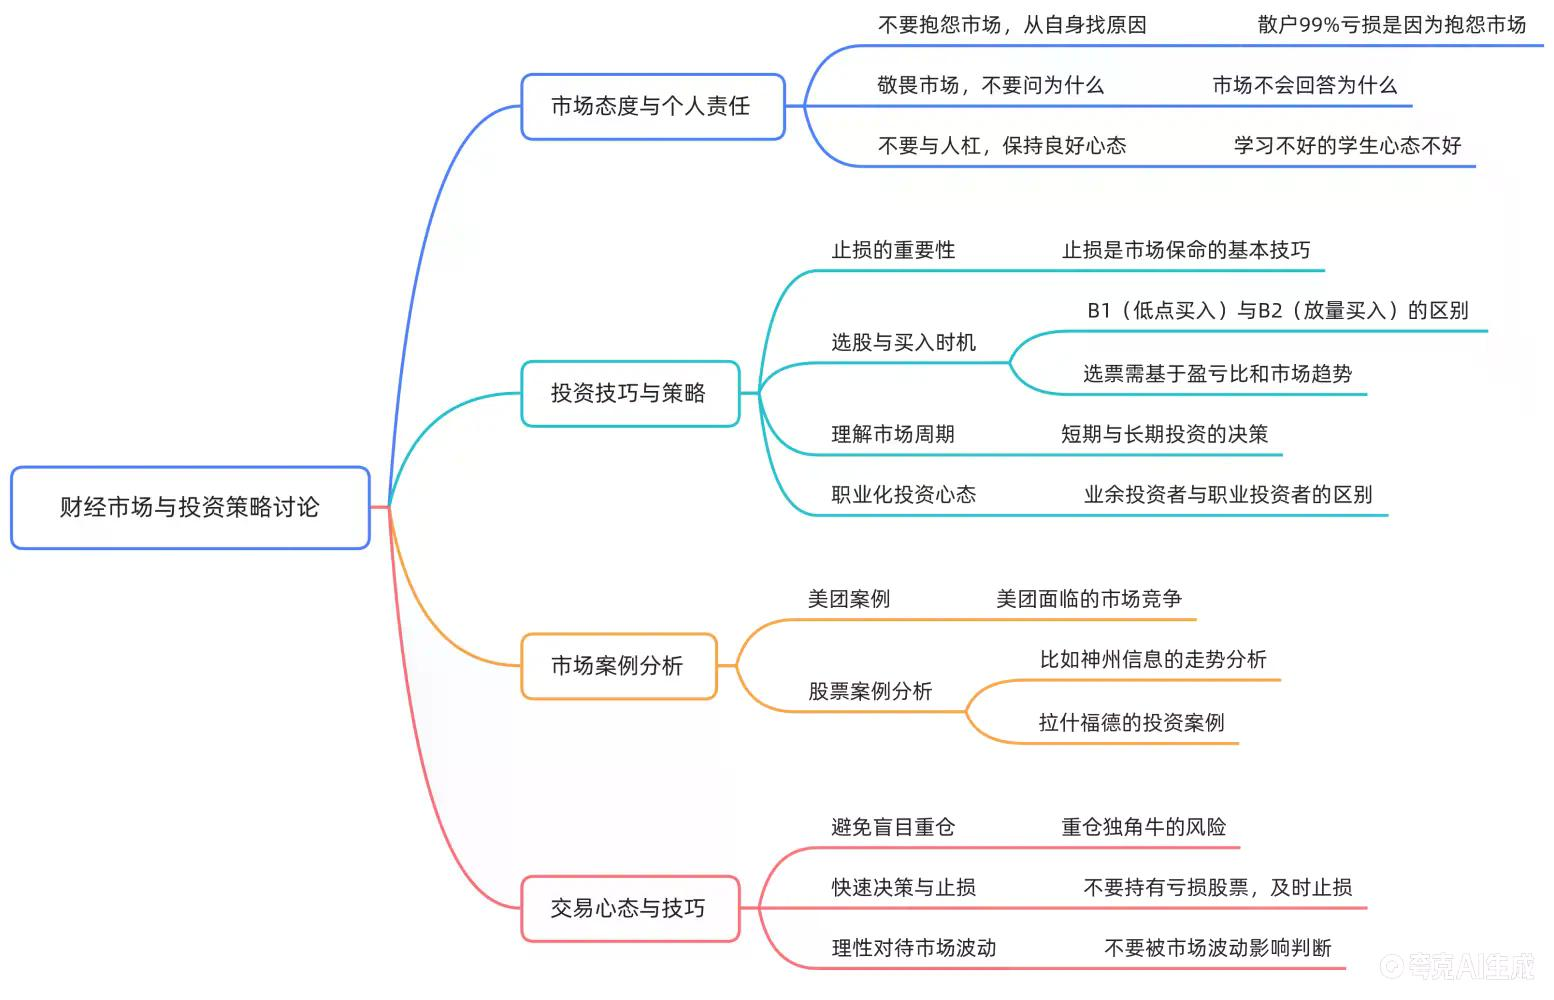 财经市场与投资策略讨论
市场态度与个人责任
不要抱怨市场，从自身找原因
散户99%亏损是因为抱怨市场
敬畏市场，不要问为什么
市场不会回答为什么
不要与人杠，保持良好心态
学习不好的学生心态不好
投资技巧与策略
止损的重要性
止损是市场保命的基本技巧
选股与买入时机
B1（低点买入）与B2（放量买入）的区别
选票需基于盈亏比和市场趋势
理解市场周期
短期与长期投资的决策
职业化投资心态
业余投资者与职业投资者的区别
市场案例分析
美团案例
美团面临的市场竞争
股票案例分析
比如神州信息的走势分析
拉什福德的投资案例
交易心态与技巧
避免盲目重仓
重仓独角牛的风险
快速决策与止损
不要持有亏损股票，及时止损
理性对待市场波动
不要被市场波动影响判断
夸克AI生成